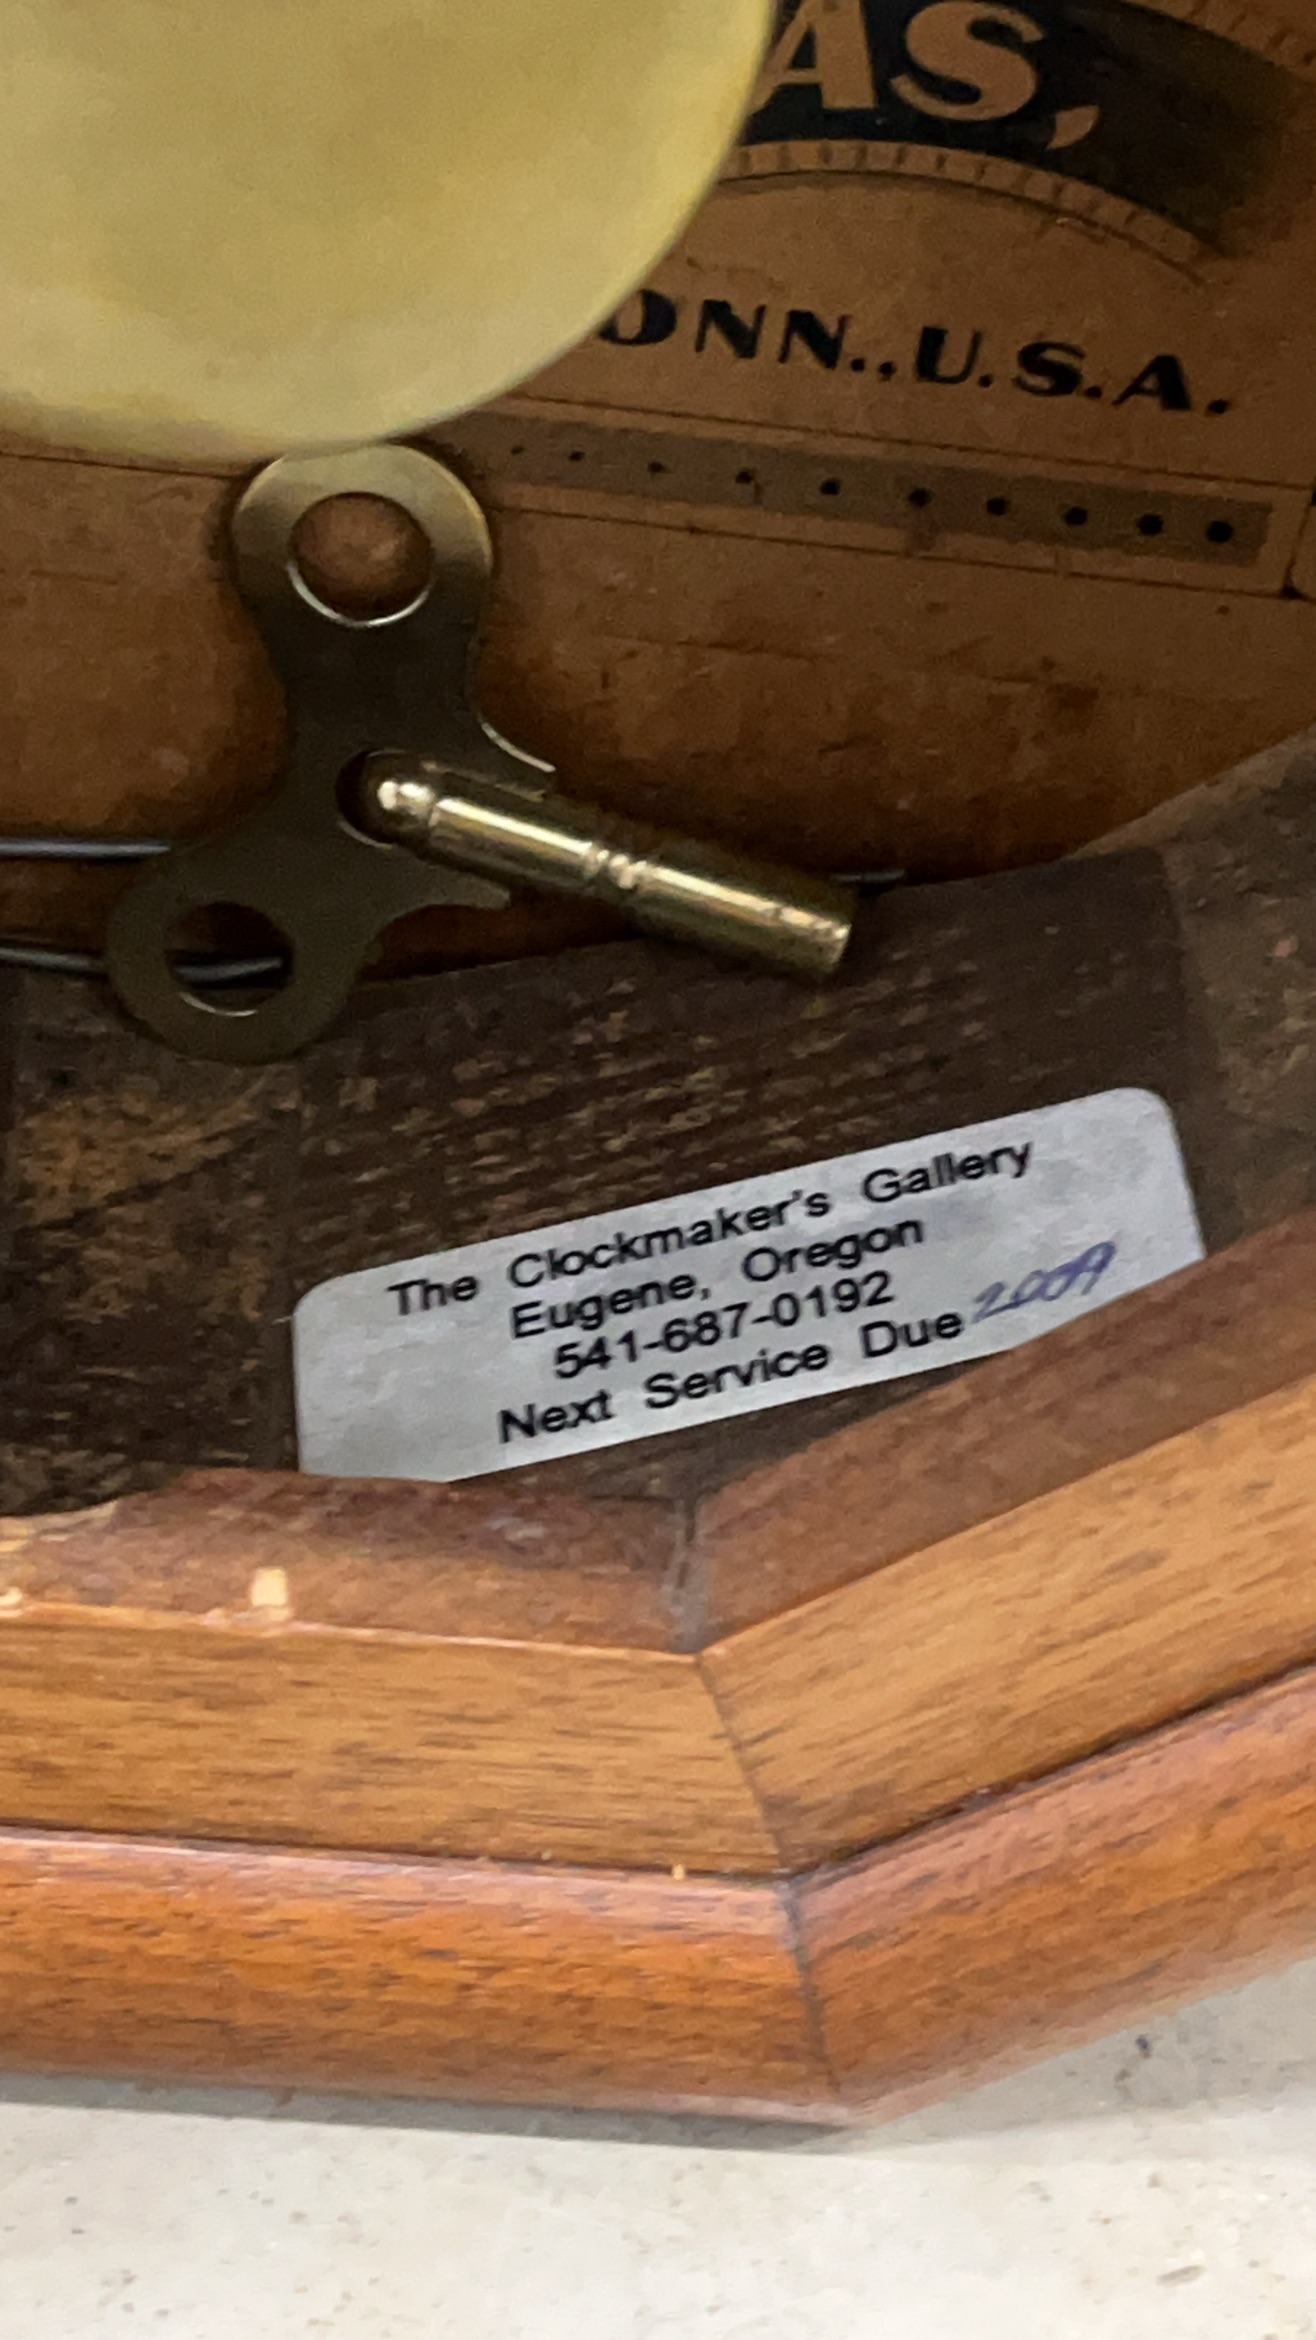 AS,
ONN., U.S.A.
The Clockmaker's Gallery
Eugene, Oregon
541-687-0192
Next Service Due 2009